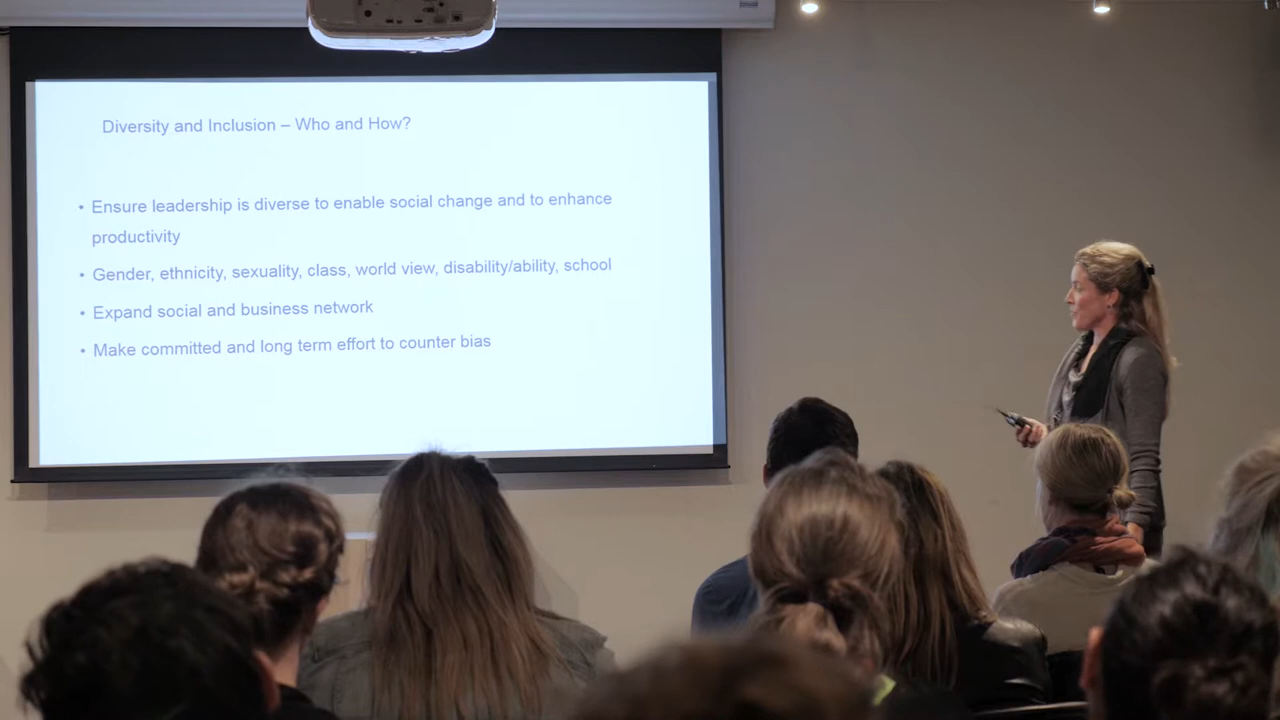 Diversity and Inclusion – Who and How?
• Ensure leadership is diverse to enable social change and to enhance
productivity
• Gender, ethnicity, sexuality, class, world view, disability/ability, school
• Expand social and business network
• Make committed and long term effort to counter bias